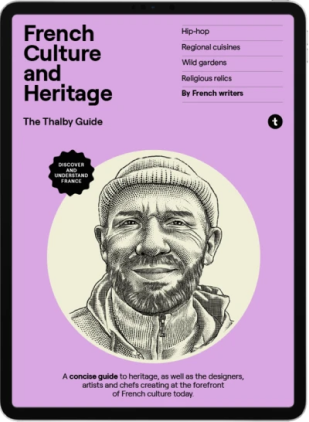 French
Culture
and
Heritage
Hip-hop
Regional cuisines
Wild gardens
Religious relics
By French writers
The Thalby Guide
t
DISCOVER
AND
UNDERSTAND
FRANCE
A concise guide to heritage, as well as the designers,
artists and chefs creating at the forefront
of French culture today.